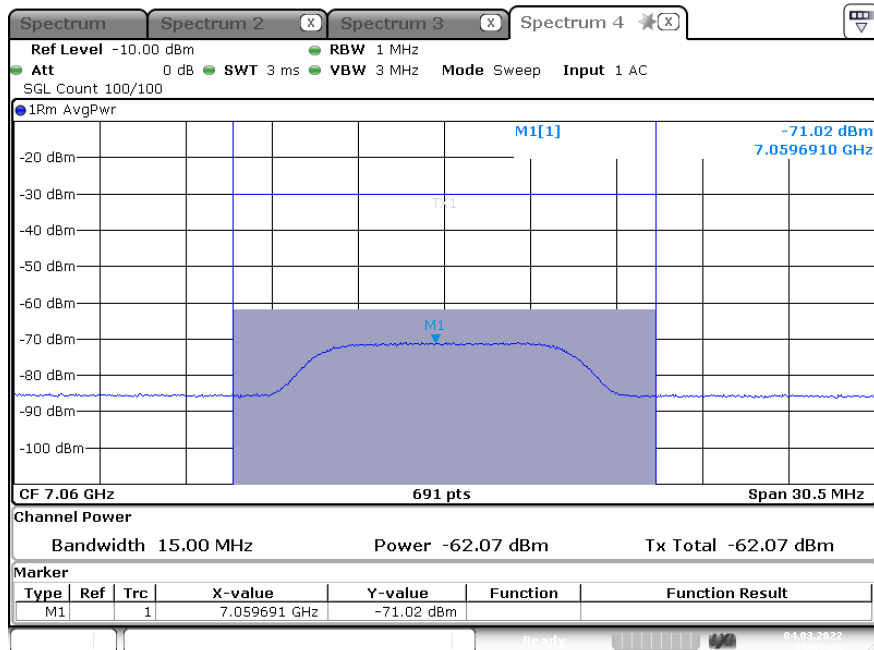 Spectrum Spectrum 2 X Spectrum 3 X Spectrum 4 X
Ref Level -10.00 dBm RBW 1 MHz
Att 0 dB SWT 3 ms VBW 3 MHz Mode Sweep Input 1 AC
SGL Count 100/100
1Rm AvgPwr
M1[1] -71.02 dBm
7.0596910 GHz
-20 dBm
-30 dBm
Tx1
-40 dBm
-50 dBm
-60 dBm
M1
-70 dBm
-80 dBm
-90 dBm
-100 dBm
CF 7.06 GHz 691 pts Span 30.5 MHz
Channel Power
Bandwidth 15.00 MHz Power -62.07 dBm Tx Total -62.07 dBm
Marker
Type Ref Trc X-value Y-value Function Function Result
M1 1 7.059691 GHz -71.02 dBm
Ready 04.03.2022